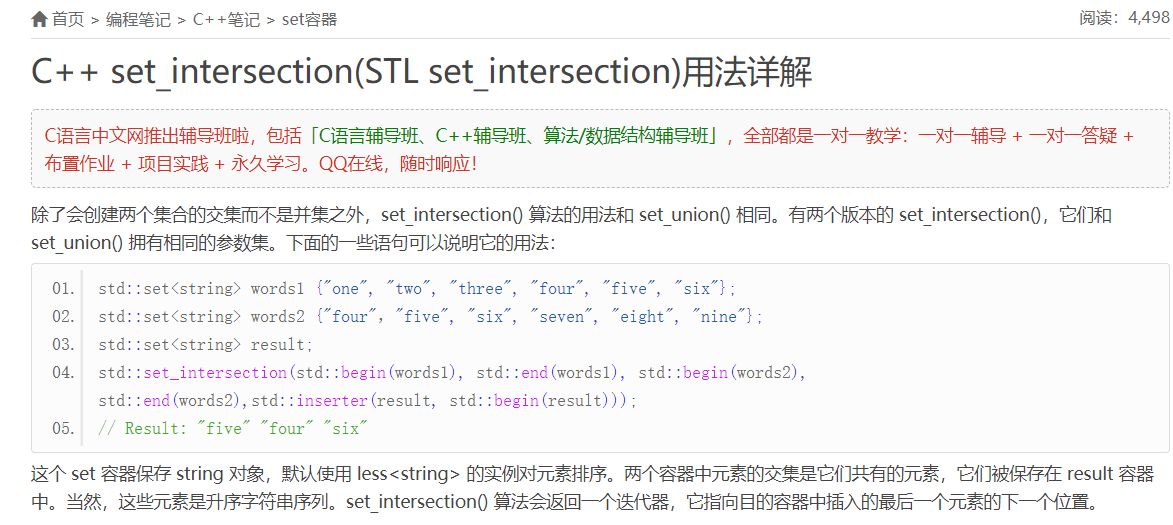 首页 > 编程笔记 > C++笔记 > set容器
阅读：4,498
C++ set_intersection(STL set_intersection)用法详解
C语言中文网推出辅导班啦，包括「C语言辅导班、C++辅导班、算法/数据结构辅导班」，全部都是一对一教学：一对一辅导 + 一对一答疑 +
布置作业 + 项目实践 + 永久学习。QQ在线，随时响应！
除了会创建两个集合的交集而不是并集之外，set_intersection() 算法的用法和 set_union() 相同。有两个版本的 set_intersection()，它们和
set_union() 拥有相同的参数集。下面的一些语句可以说明它的用法：
01. std::set<string> words1 {"one", "two", "three", "four", "five", "six"};
02. std::set<string> words2 {"four"，"five", "six", "seven", "eight", "nine"};
03. std::set<string> result;
04. std::set_intersection(std::begin(words1), std::end(words1), std::begin(words2),
std::end(words2),std::inserter(result, std::begin(result)));
05. // Result: "five" "four" "six"
这个 set 容器保存 string 对象，默认使用 less<string> 的实例对元素排序。两个容器中元素的交集是它们共有的元素，它们被保存在 result 容器
中。当然，这些元素是升序字符串序列。set_intersection() 算法会返回一个迭代器，它指向目的容器中插入的最后一个元素的下一个位置。